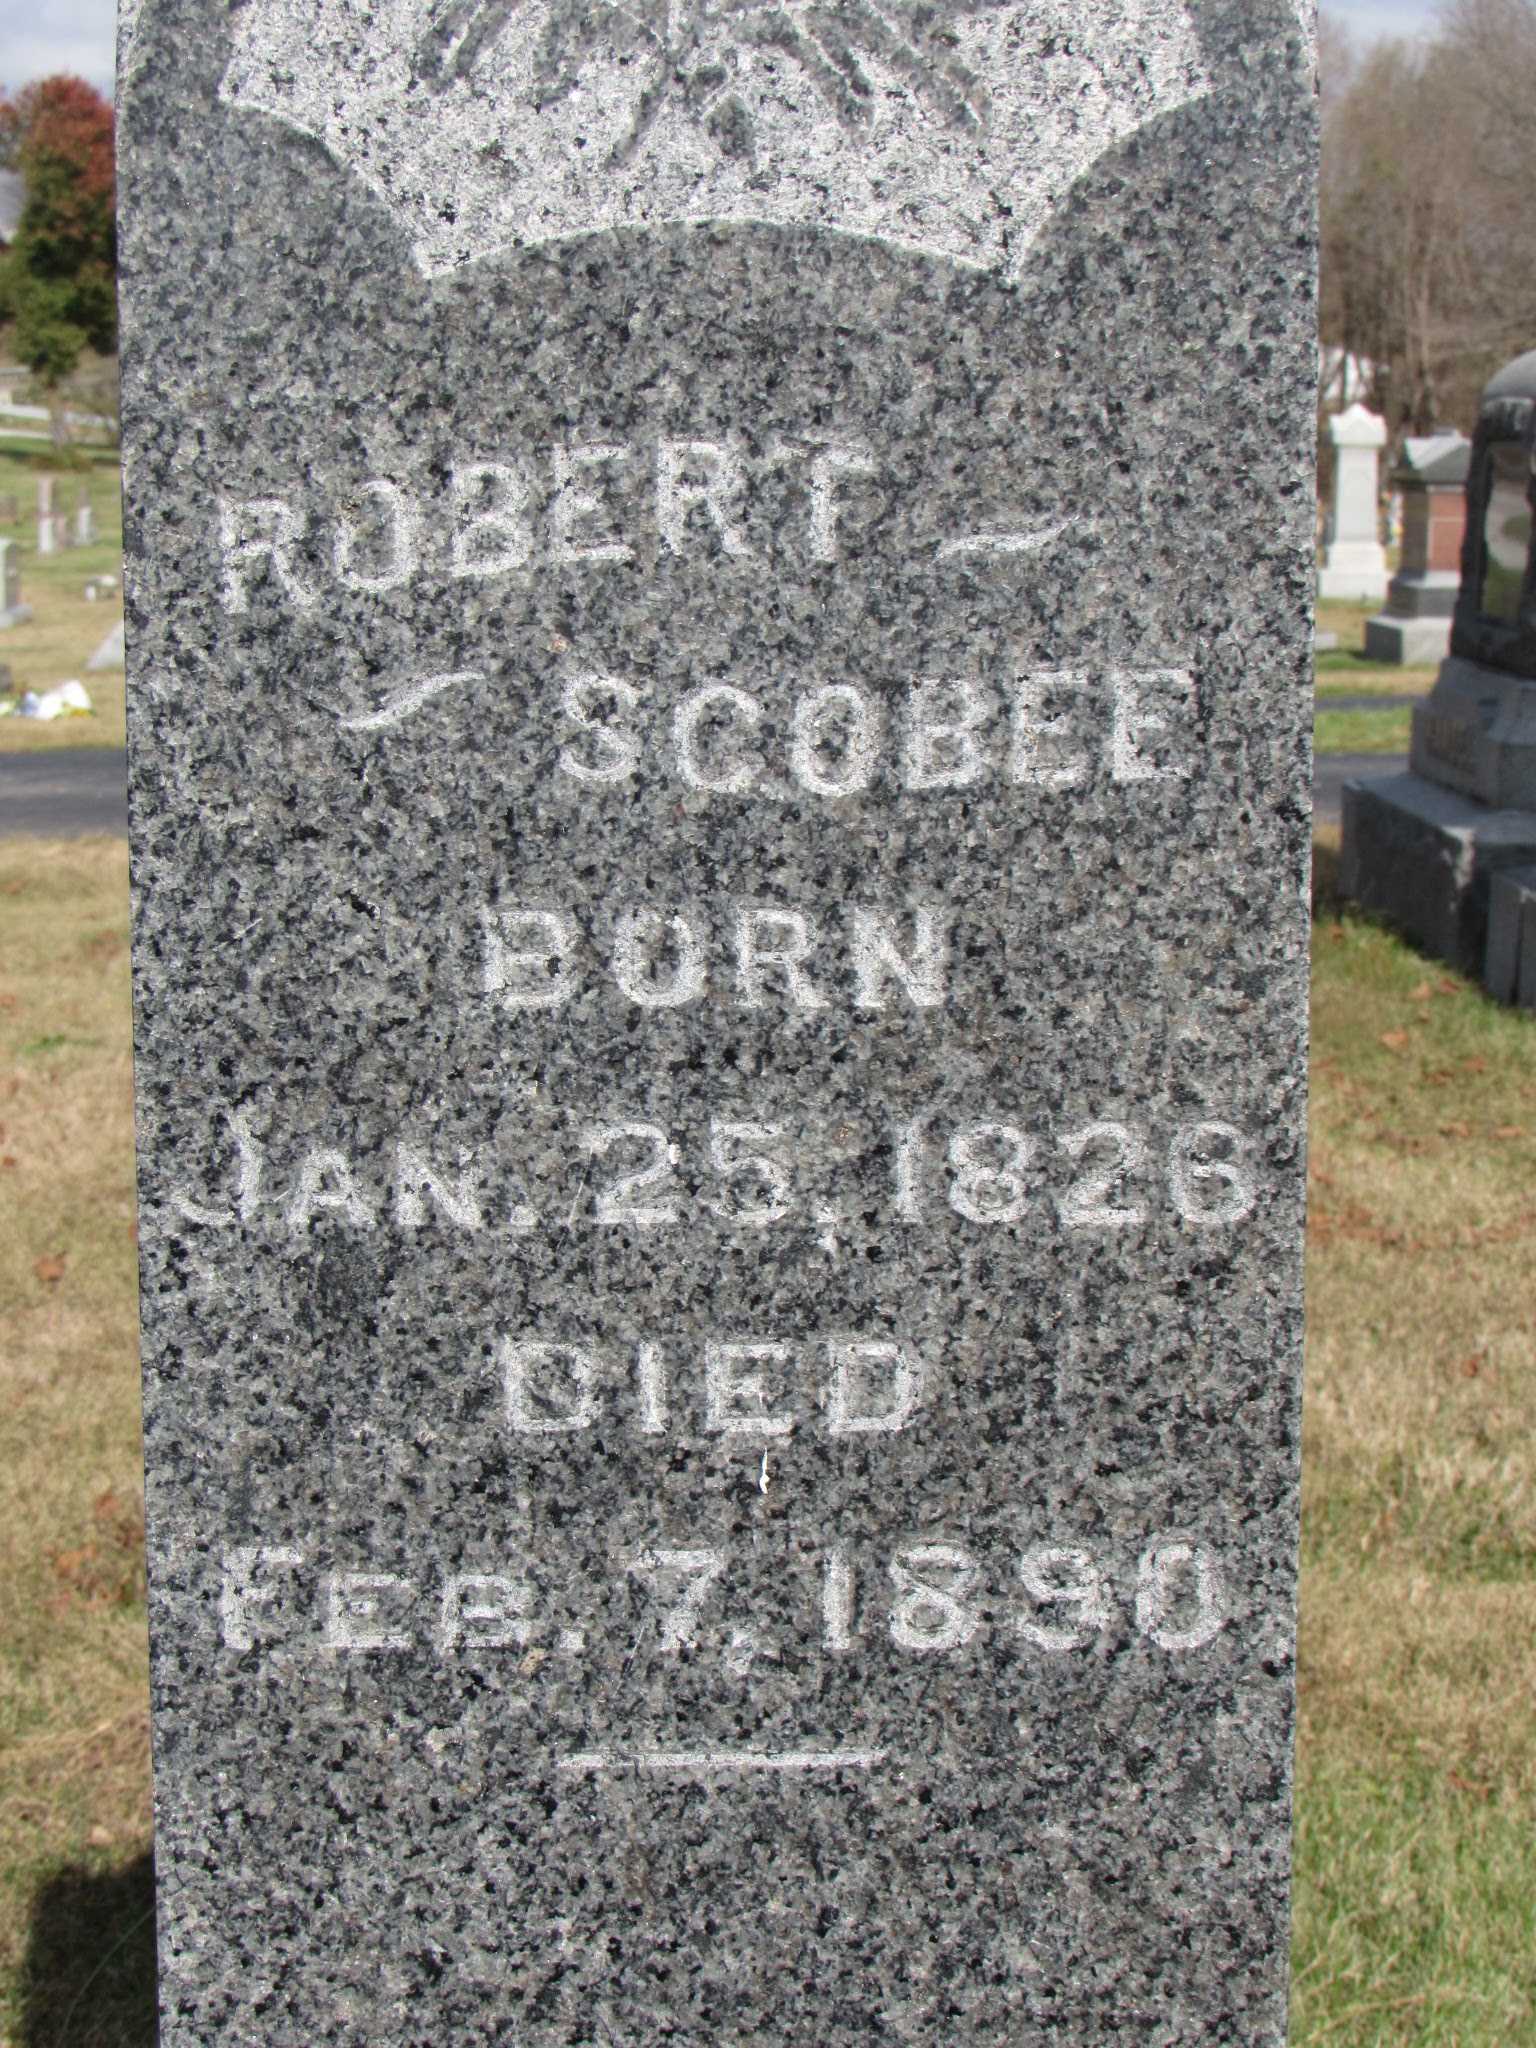 ROBERT
SCOBEE
BORN
JAN. 25, 1826
DIED
FEB. 7, 1890